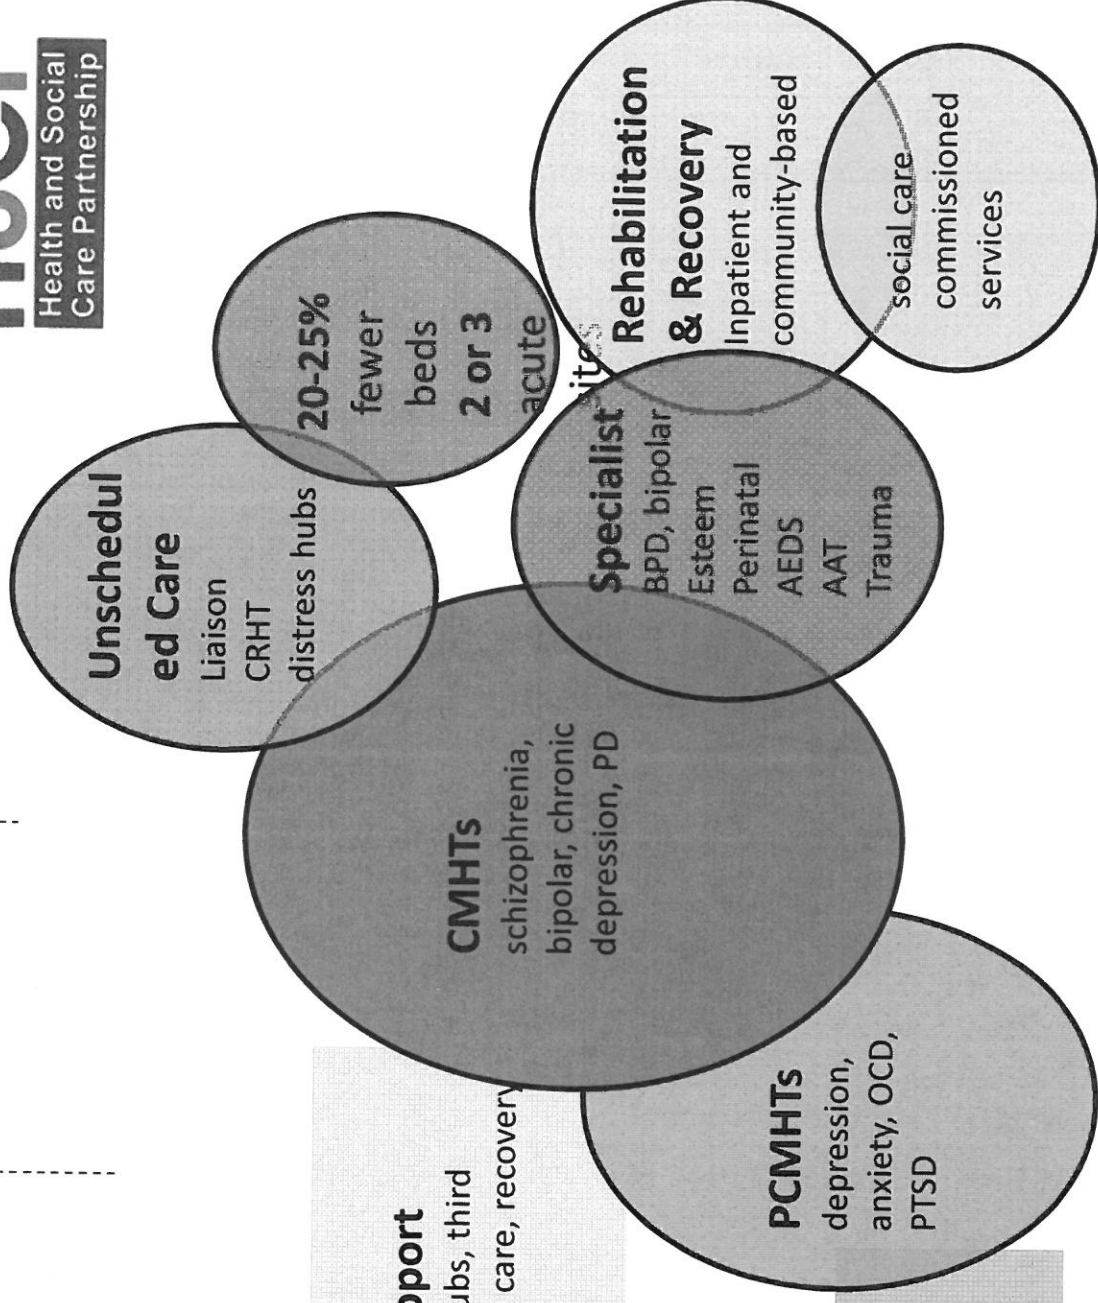 Health and Social
Care Partnership
Unschedul
ed Care
Liaison
CRHT
distress hubs
20-25%
fewer
beds
2 or 3
acute
sites
CMHTs
schizophrenia,
bipolar, chronic
depression, PD
Specialist
BPD, bipolar
Esteem
Perinatal
AEDS
AAT
Trauma
Rehabilitation
& Recovery
Inpatient and
community-based
social care
commissioned
services
third
care, recovery
PCMHTs
depression,
anxiety, OCD,
PTSD